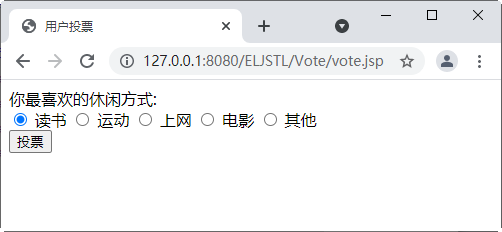 用户投票
127.0.0.1:8080/ELJSTL/Vote/vote.jsp
你最喜欢的休闲方式:
读书 运动 上网 电影 其他
投票